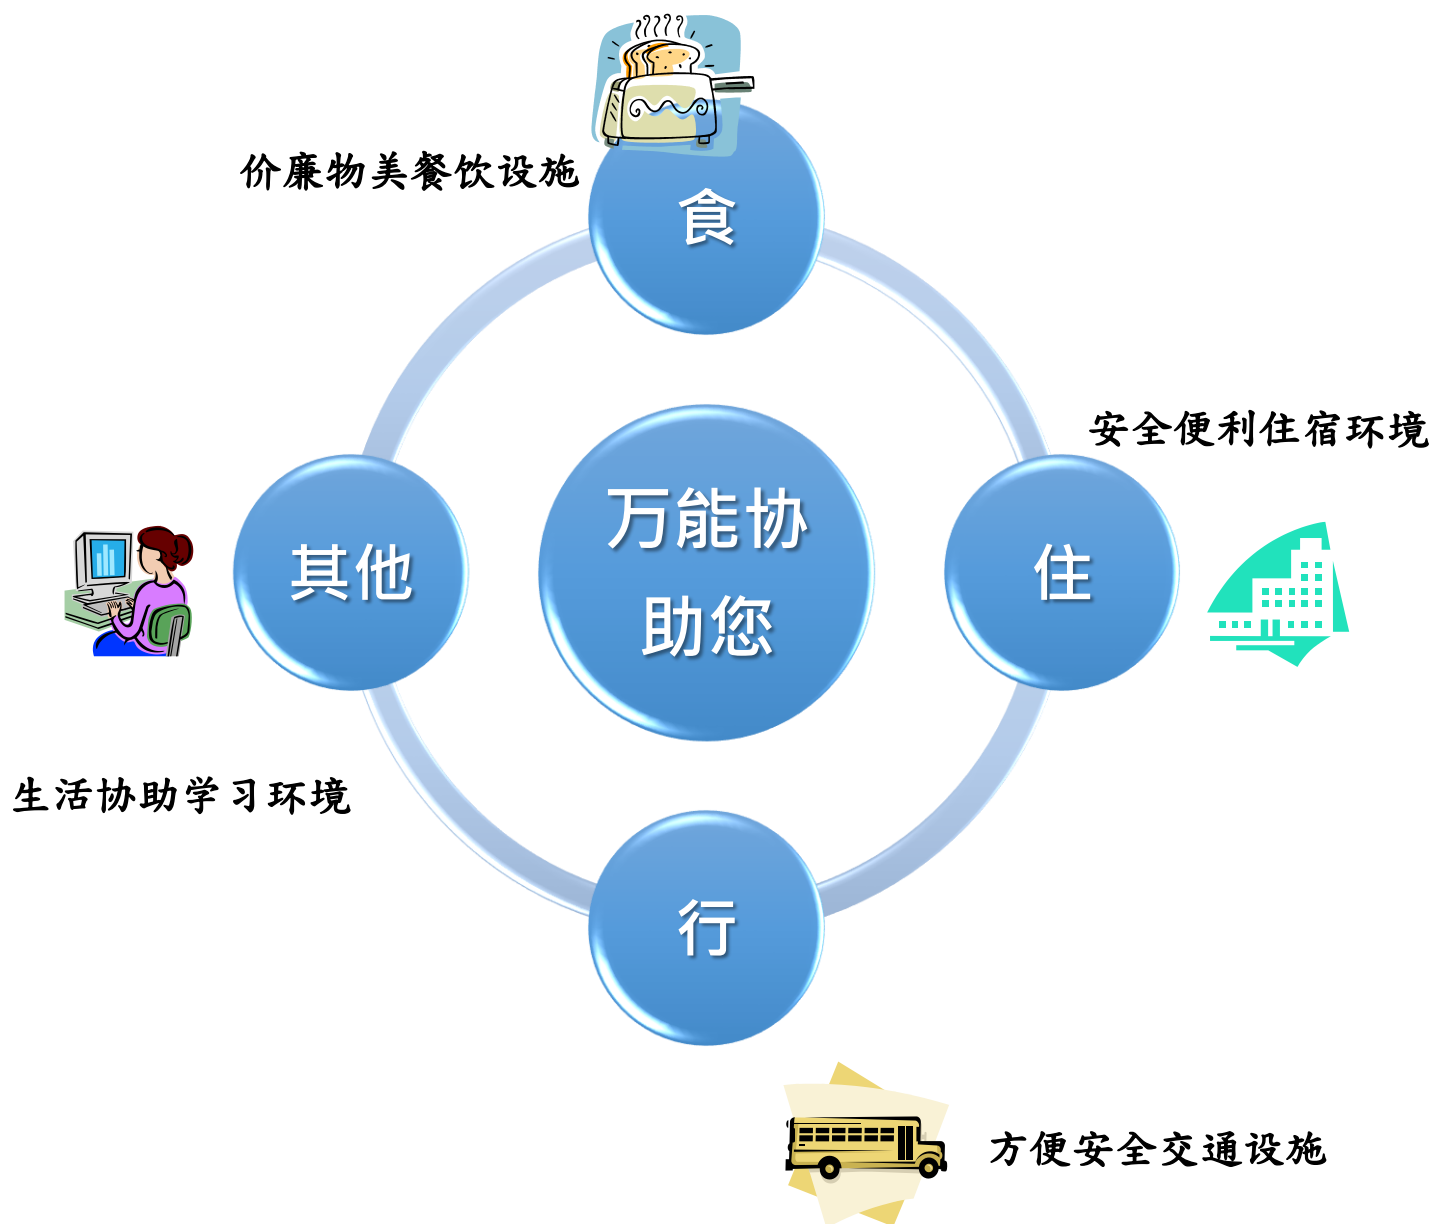 价廉物美餐饮设施
食
安全便利住宿环境
万能协
助您
其他
住
生活协助学习环境
行
方便安全交通设施